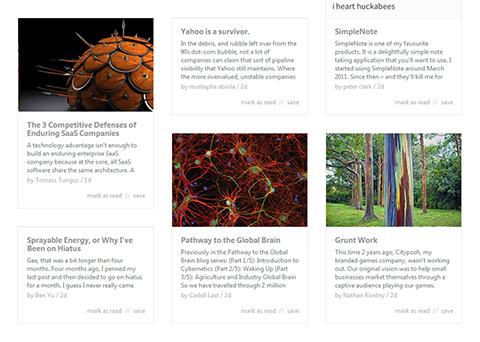 i heart huckabees
The 3 Competitive Defenses of
Enduring SaaS Companies
A technology advantage isn't enough to
build an enduring enterprise SaaS
company because at the core, all SaaS
software share the same architecture. A
by Tomasz Tunguz / 1d
mark as read // save
Sprayable Energy, or Why I've
Been on Hiatus
Gee, that was a bit longer than four
months. Four months ago, I penned my
last post and then decided to go on hiatus
for a month. I guess I never really came
by Ben Yu / 2d
mark as read // save
Yahoo is a survivor.
In the debris, and rubble left over from the
90s dot-com bubble, not a lot of
companies can claim that sort of pipeline
visibility that Yahoo still maintains. Where
the more overvalued, unstable companies
by mustapha abiola / 2d
mark as read // save
Pathway to the Global Brain
Previously in the Pathway to the Global
Brain blog series: (Part 1/5): Introduction to
Cybernetics (Part 2/5): Waking Up (Part
3/5): Agriculture and Industry Global Brain
So we have travelled through 2 million
by Cadell Last / 2d
mark as read // save
SimpleNote
SimpleNote is one of my favourite
products. It is a delightfully simple note
taking application that you'll want to use. I
started using SimpleNote around March
2011. Since then – and they'll kill me for
by peter clark / 2d
mark as read // save
Grunt Work
This time 2 years ago, Cityposh, my
branded games company, wasn't working
out. Our original vision was to help small
businesses market themselves through a
captive audience playing our games.
by Nathan Kontny / 2d
mark as read // save